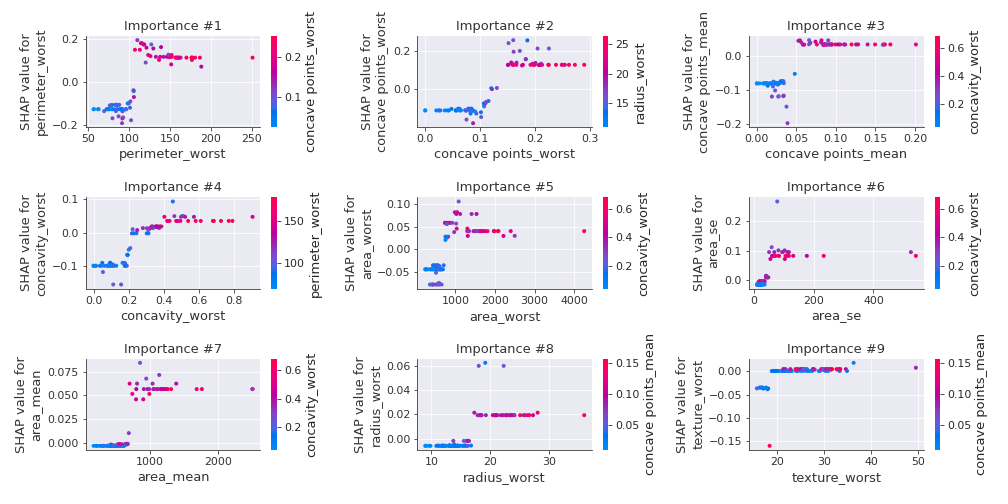 Importance #1
Importance #2
Importance #3
SHAP value for
perimeter_worst
0.2
0.0
−0.2
50
100
150
200
250
perimeter_worst
0.2
0.1
concave points_worst
SHAP value for
concave points_worst
0.2
0.0
0.0
0.1
0.2
0.3
concave points_worst
25
20
15
radius_worst
SHAP value for
concave points_mean
0.0
−0.1
−0.2
0.00
0.05
0.10
0.15
0.20
concave points_mean
0.6
0.4
0.2
concavity_worst
Importance #4
Importance #5
Importance #6
SHAP value for
concavity_worst
0.1
0.0
−0.1
0.0
0.2
0.4
0.6
0.8
concavity_worst
150
100
perimeter_worst
SHAP value for
area_worst
0.10
0.05
0.00
−0.05
1000
2000
3000
4000
area_worst
0.6
0.4
0.2
concavity_worst
SHAP value for
area_se
0.2
0.1
0.0
0
200
400
area_se
0.6
0.4
0.2
concavity_worst
Importance #7
Importance #8
Importance #9
SHAP value for
area_mean
0.075
0.050
0.025
0.000
1000
2000
area_mean
0.6
0.4
0.2
concavity_worst
SHAP value for
radius_worst
0.06
0.04
0.02
0.00
10
20
30
radius_worst
0.15
0.10
0.05
concave points_mean
SHAP value for
texture_worst
0.00
−0.05
−0.10
−0.15
20
30
40
50
texture_worst
0.15
0.10
0.05
concave points_mean